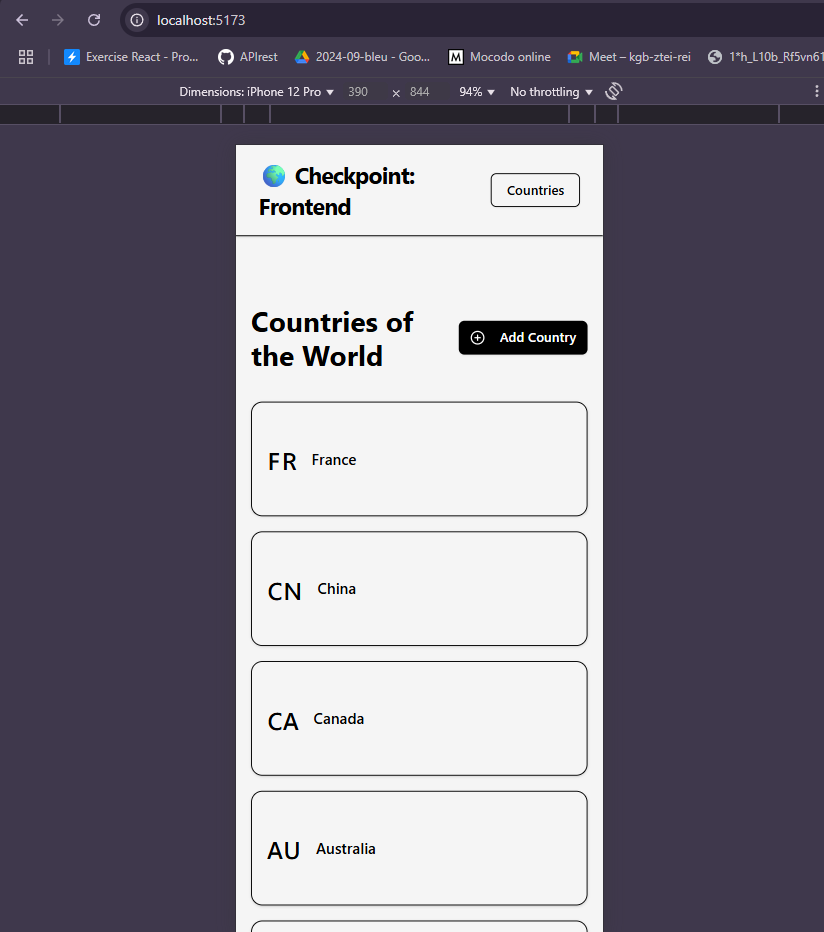 localhost:5173
Exercise React - Pro... APIrest 2024-09-bleu - Goo... Mocodo online Meet – kgb-ztei-rei 1*h_L10b_Rf5vn61
Dimensions: iPhone 12 Pro 390 × 844 94% No throttling
Checkpoint:
Frontend
Countries
Countries of
the World
Add Country
FR France
CN China
CA Canada
AU Australia